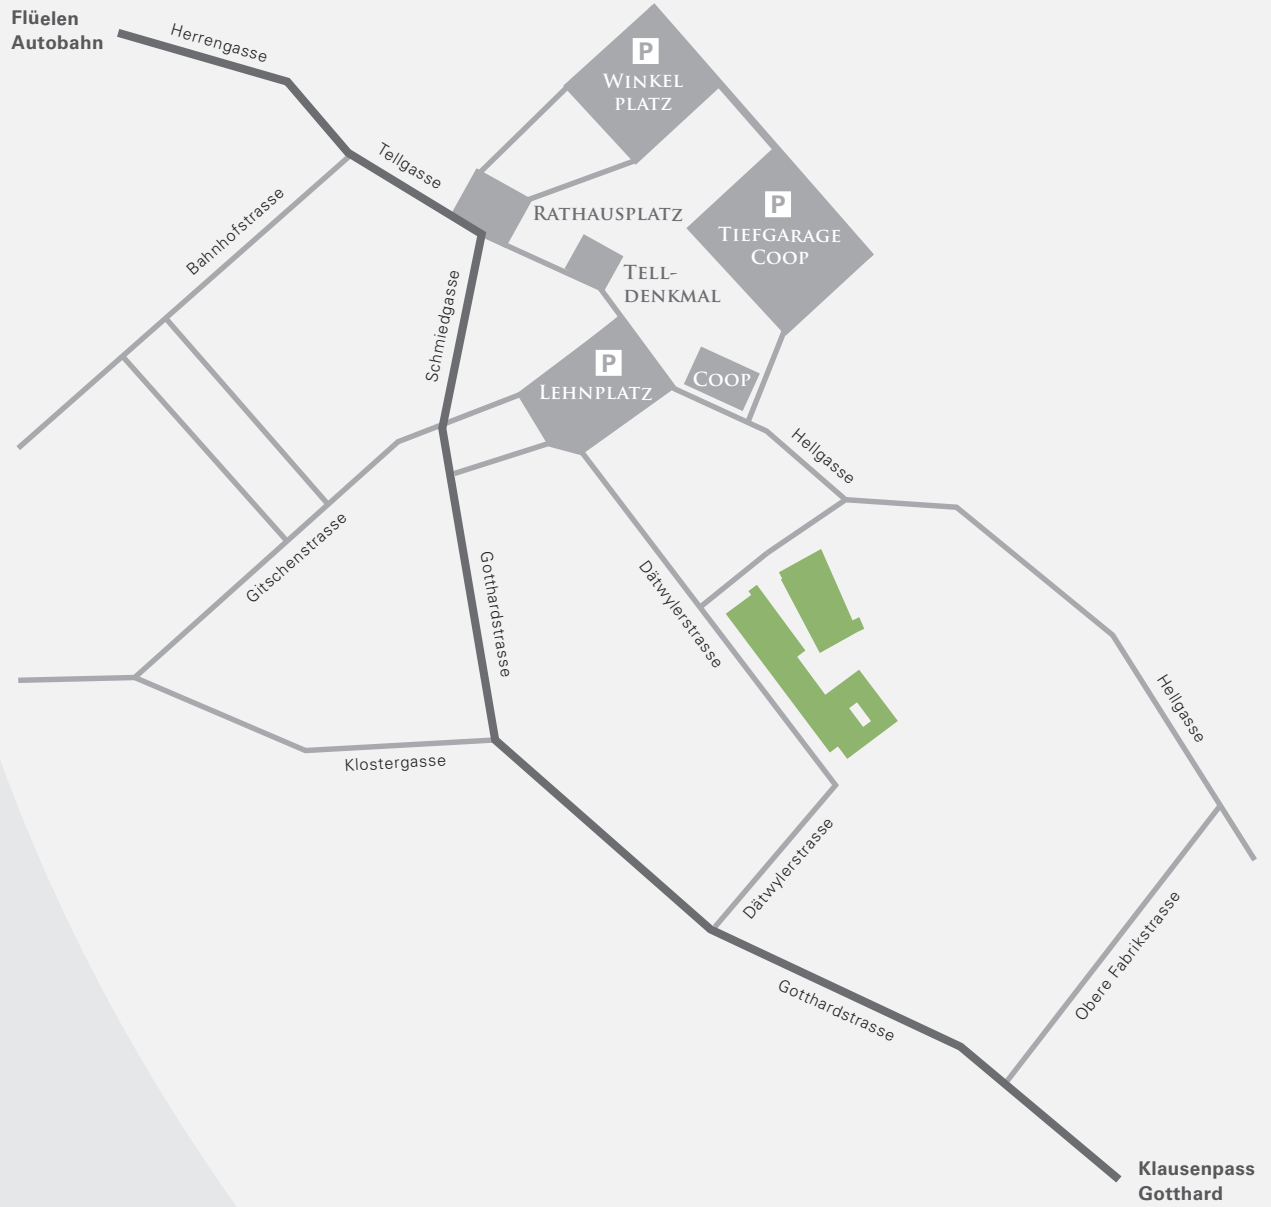 Flüelen
Autobahn
Herrengasse
P
WINKEL
PLATZ
Tellgasse
Bahnhofstrasse
RATHAUSPLATZ
P
TIEFGARAGE
COOP
TELL-
DENKMAL
Schmiedgasse
P
LEHNPLATZ
COOP
Hellgasse
Gitschenstrasse
Gotthardstrasse
Dätwylerstrasse
Hellgasse
Klostergasse
Dätwylerstrasse
Obere Fabrikstrasse
Gotthardstrasse
Klausenpass
Gotthard